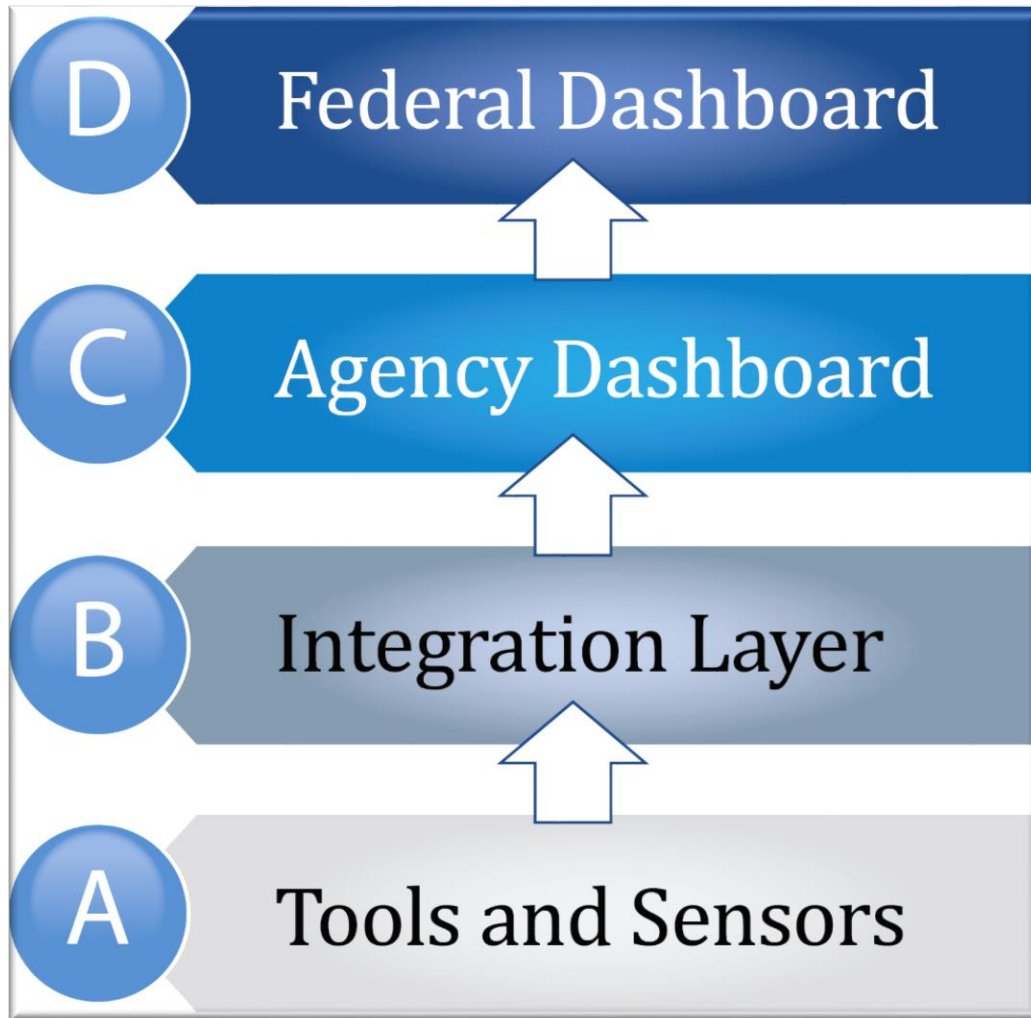 D
Federal Dashboard
C
Agency Dashboard
B
Integration Layer
A
Tools and Sensors